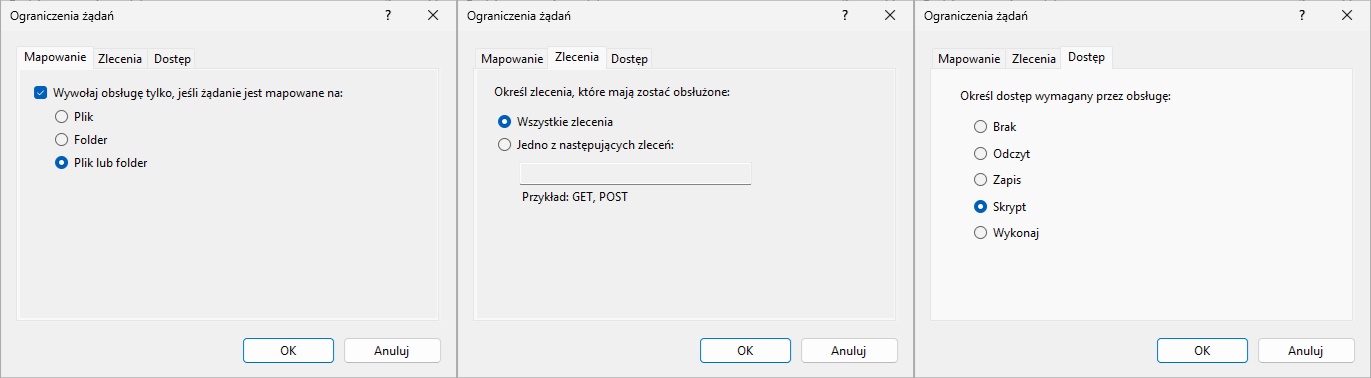 Ograniczenia żądań
?
Mapowanie
Zlecenia
Dostęp
Wywołaj obsługę tylko, jeśli żądanie jest mapowane na:
Plik
Folder
Plik lub folder
OK
Anuluj
Ograniczenia żądań
?
Mapowanie
Zlecenia
Dostęp
Określ zlecenia, które mają zostać obsłużone:
Wszystkie zlecenia
Jedno z następujących zleceń:
Przykład: GET, POST
OK
Anuluj
Ograniczenia żądań
?
Mapowanie
Zlecenia
Dostęp
Określ dostęp wymagany przez obsługę:
Brak
Odczyt
Zapis
Skrypt
Wykonaj
OK
Anuluj